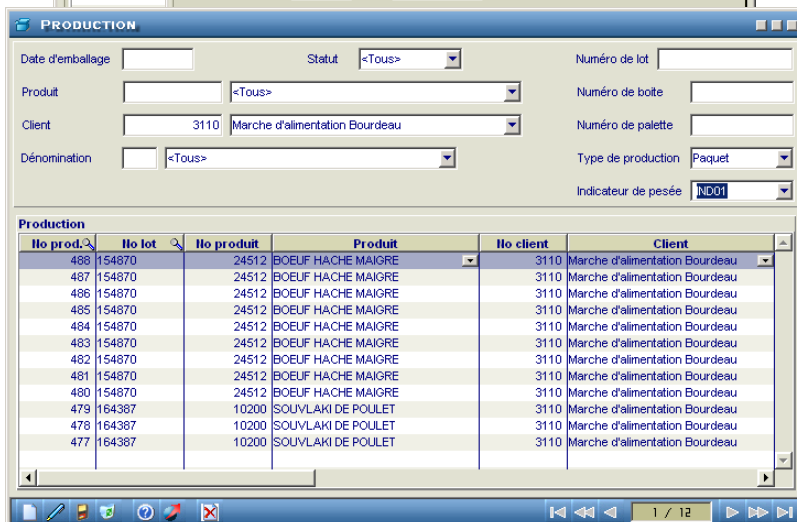 PRODUCTION
Date d'emballage Statut <Tous> Numéro de lot
Produit <Tous> Numéro de boite
Client 3110 Marche d'alimentation Bourdeau Numéro de palette
Dénomination <Tous> Type de production Paquet
Indicateur de pesée IND01
Production
No prod. No lot No produit Produit No client Client
488 154870 24512 BOEUF HACHE MAIGRE 3110 Marche d'alimentation Bourdeau
487 154870 24512 BOEUF HACHE MAIGRE 3110 Marche d'alimentation Bourdeau
486 154870 24512 BOEUF HACHE MAIGRE 3110 Marche d'alimentation Bourdeau
485 154870 24512 BOEUF HACHE MAIGRE 3110 Marche d'alimentation Bourdeau
484 154870 24512 BOEUF HACHE MAIGRE 3110 Marche d'alimentation Bourdeau
483 154870 24512 BOEUF HACHE MAIGRE 3110 Marche d'alimentation Bourdeau
482 154870 24512 BOEUF HACHE MAIGRE 3110 Marche d'alimentation Bourdeau
481 154870 24512 BOEUF HACHE MAIGRE 3110 Marche d'alimentation Bourdeau
480 154870 24512 BOEUF HACHE MAIGRE 3110 Marche d'alimentation Bourdeau
479 164387 10200 SOUVLAKI DE POULET 3110 Marche d'alimentation Bourdeau
478 164387 10200 SOUVLAKI DE POULET 3110 Marche d'alimentation Bourdeau
477 164387 10200 SOUVLAKI DE POULET 3110 Marche d'alimentation Bourdeau
1 / 12